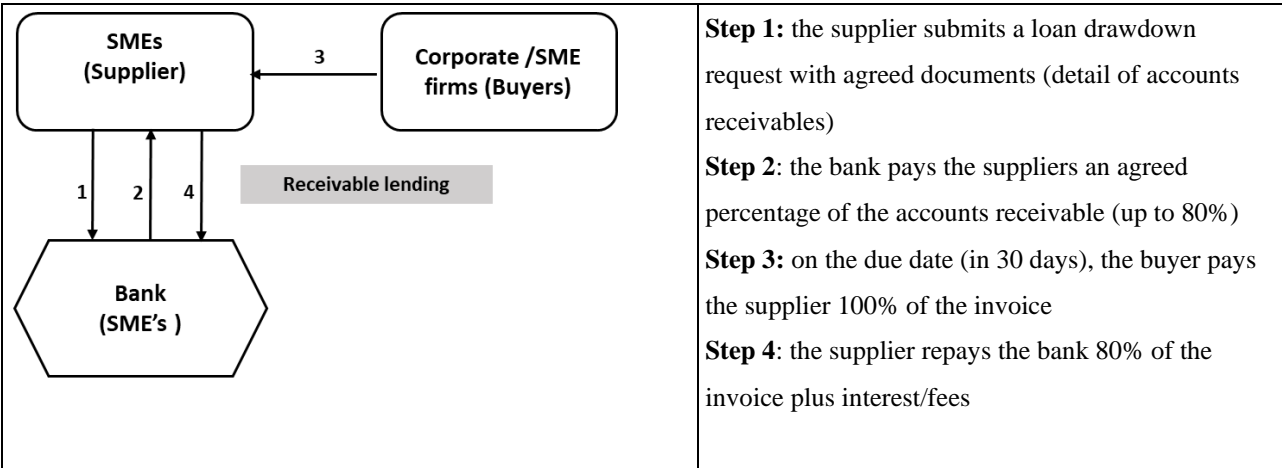 SMEs
(Supplier)
3
Corporate /SME
firms (Buyers)
1
2
4
Receivable lending
Bank
(SME's )
Step 1: the supplier submits a loan drawdown
request with agreed documents (detail of accounts
receivables)
Step 2: the bank pays the suppliers an agreed
percentage of the accounts receivable (up to 80%)
Step 3: on the due date (in 30 days), the buyer pays
the supplier 100% of the invoice
Step 4: the supplier repays the bank 80% of the
invoice plus interest/fees